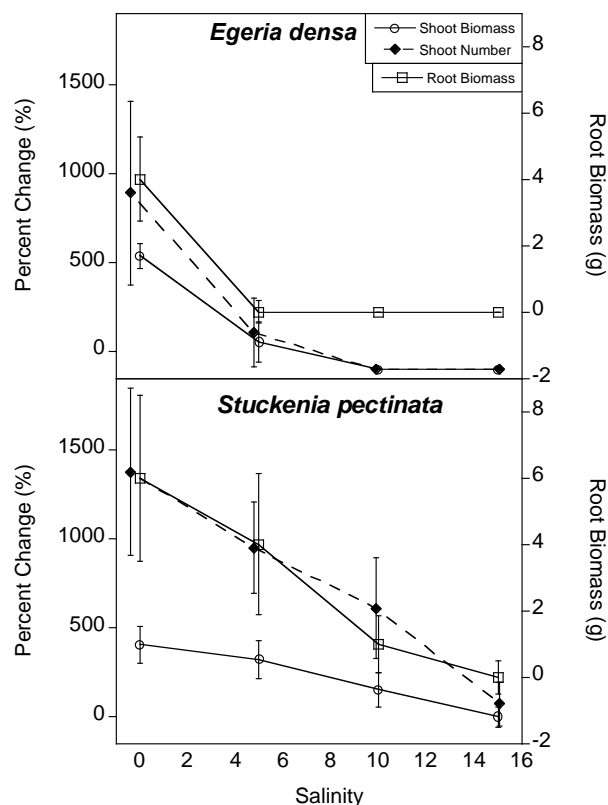 Egeria densa
Shoot Biomass
Shoot Number
Root Biomass
Percent Change (%)
1500
1000
500
0
Root Biomass (g)
8
6
4
2
0
-2
Stuckenia pectinata
Percent Change (%)
1500
1000
500
0
Root Biomass (g)
8
6
4
2
0
-2
0 2 4 6 8 10 12 14 16
Salinity